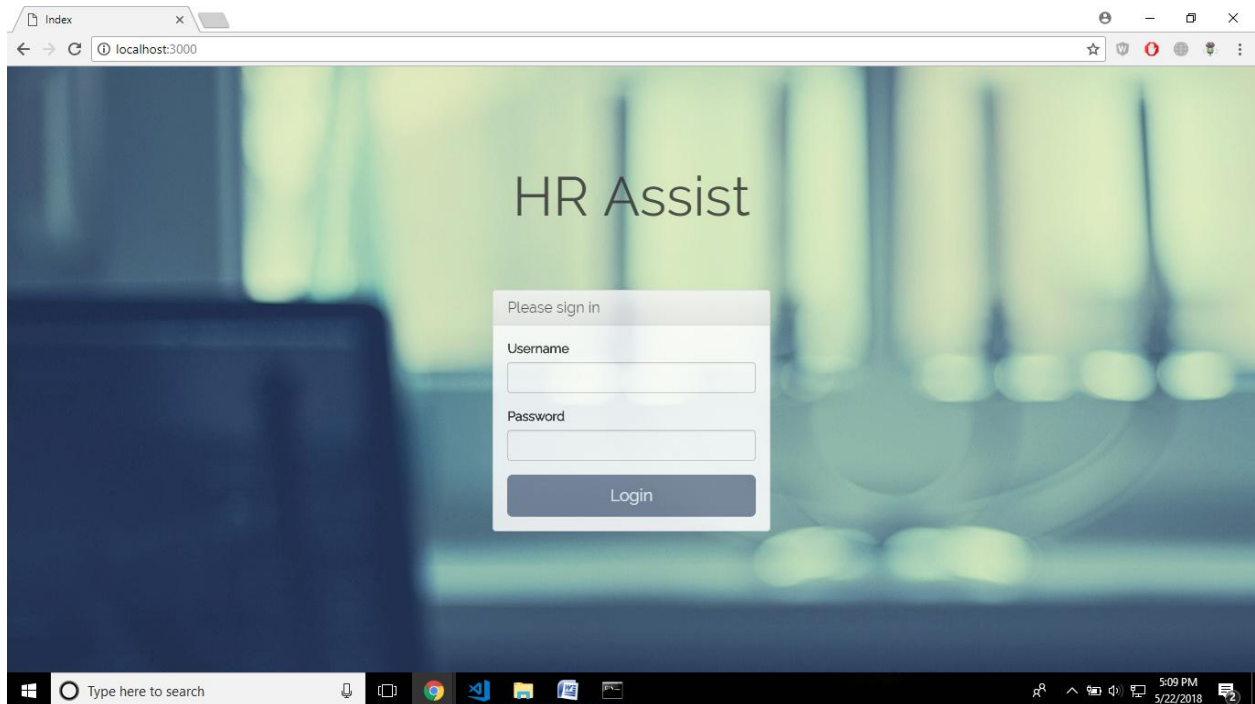 Index
localhost:3000
HR Assist
Please sign in
Username
Password
Login
Type here to search
5:09 PM
5/22/2018
2